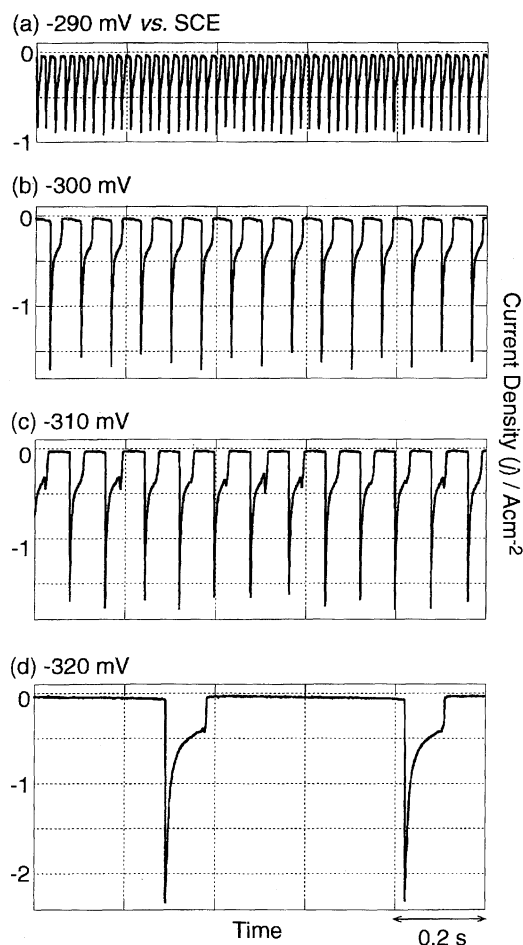 (a) -290 mV vs. SCE
0
-1
(b) -300 mV
0
-1
(c) -310 mV
0
-1
(d) -320 mV
0
-1
-2
Current Density (j) / Acm-2
Time
0.2 s